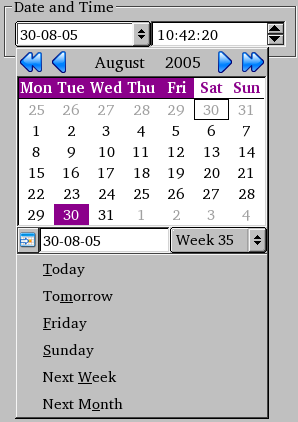 Date and Time
30-08-05 10:42:20
August 2005
Mon Tue Wed Thu Fri Sat Sun
25 26 27 28 29 30 31
1 2 3 4 5 6 7
8 9 10 11 12 13 14
15 16 17 18 19 20 21
22 23 24 25 26 27 28
29 30 31 1 2 3 4
30-08-05 Week 35
Today
Tomorrow
Friday
Sunday
Next Week
Next Month